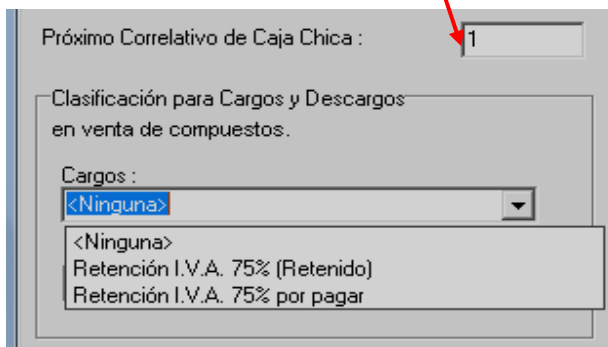 Próximo Correlativo de Caja Chica :
1
Clasificación para Cargos y Descargos
en venta de compuestos.
Cargos :
<Ninguna>
<Ninguna>
Retención I.V.A. 75% (Retenido)
Retención I.V.A. 75% por pagar